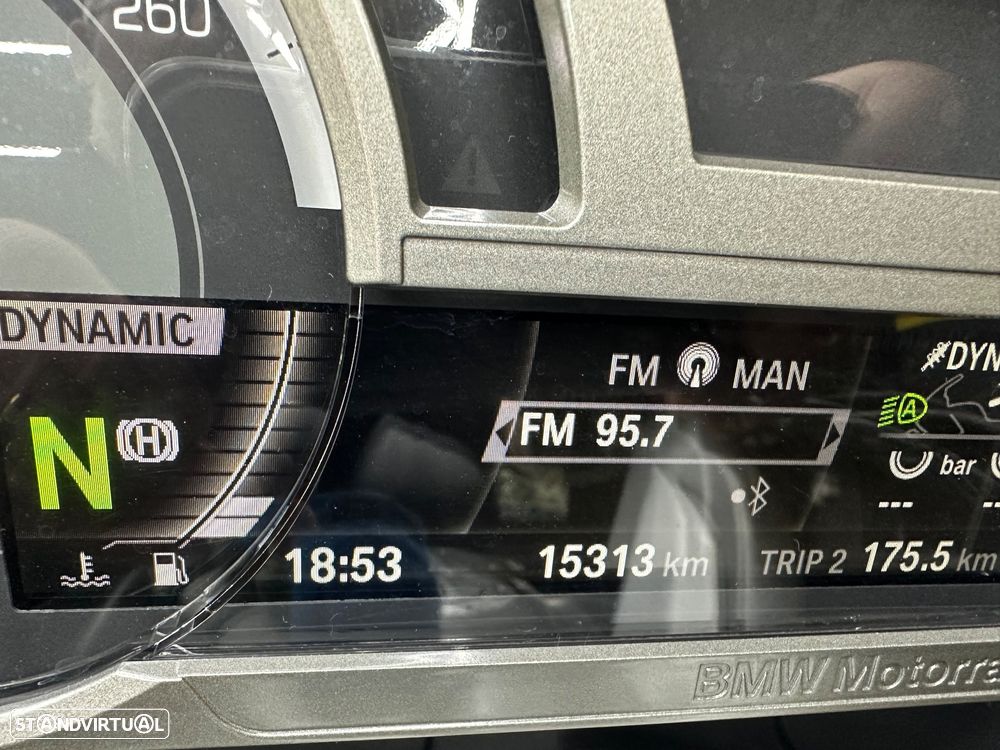 260
DYNAMIC
FM MAN
DYN
A
FM 95.7
N H
bar
--- --
18:53 15313 km TRIP 2 175.5 km
BMW Motorra
STANDVIRTUAL